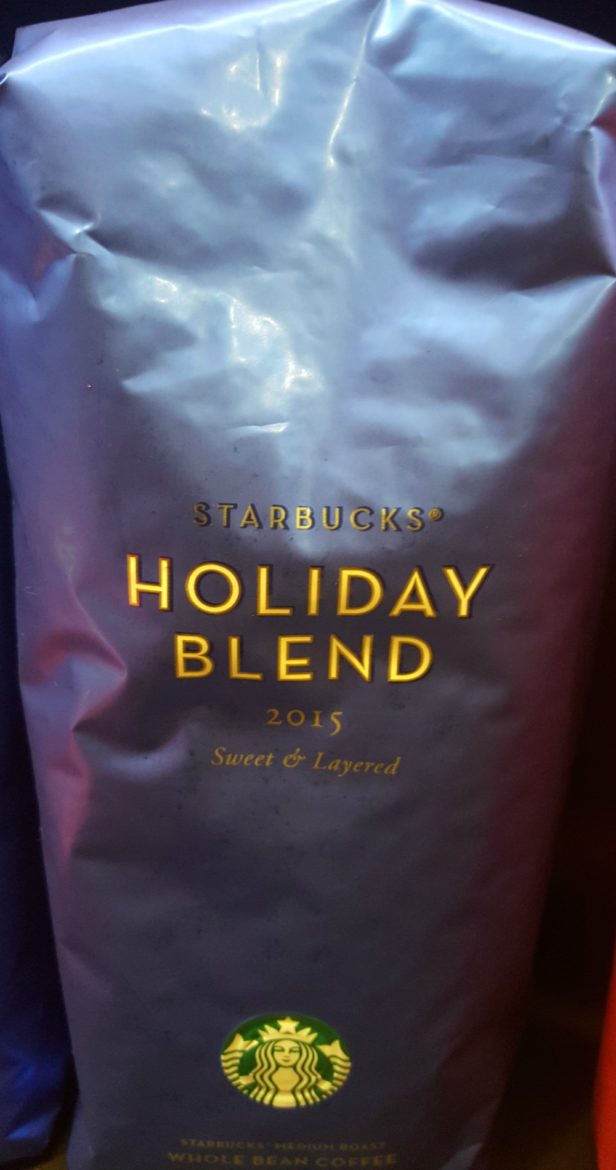 STARBUCKS®
HOLIDAY
BLEND
2015
Sweet & Layered
STARBUCKS® MEDIUM ROAST
WHOLE BEAN COFFEE